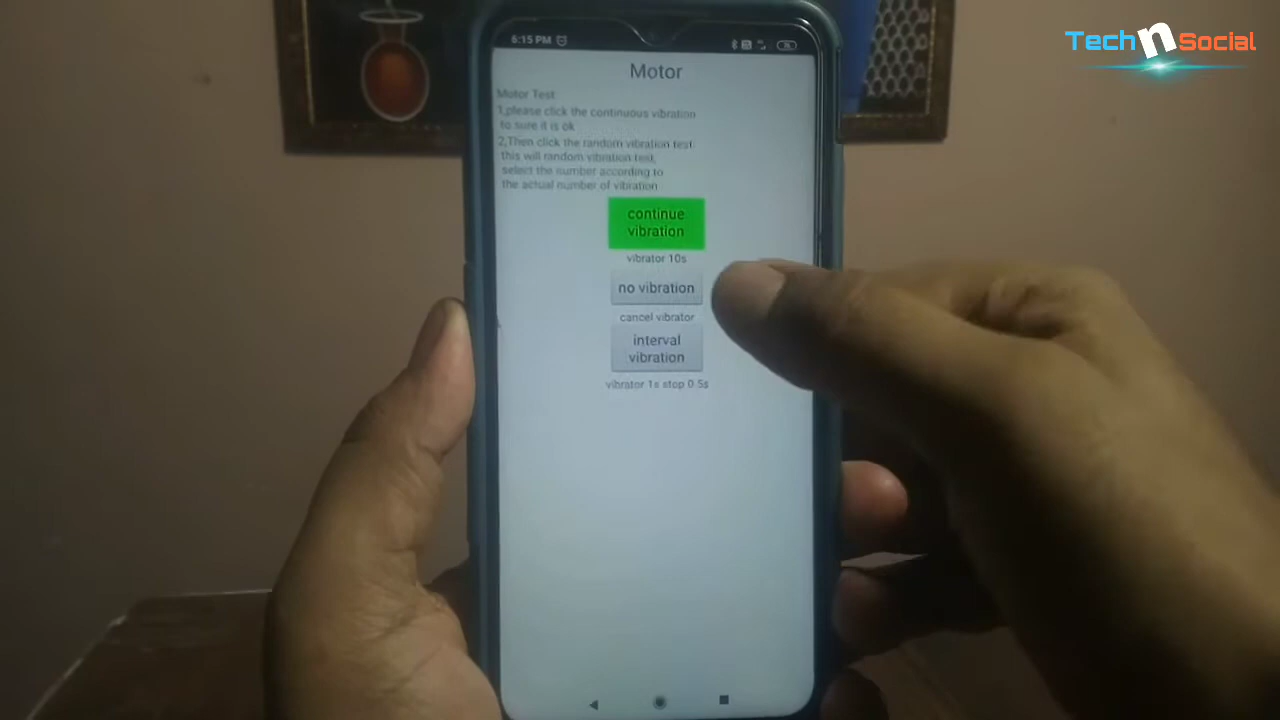 Tech n Social
6:15 PM
Motor
Motor Test
1,please click the continuous vibration
to sure it is ok
2,Then click the random vibration test
this will random vibration test,
select the number according to
the actual number of vibration
continue
vibration
vibrator 10s
no vibration
cancel vibrator
interval
vibration
vibrator 1s stop 0.5s